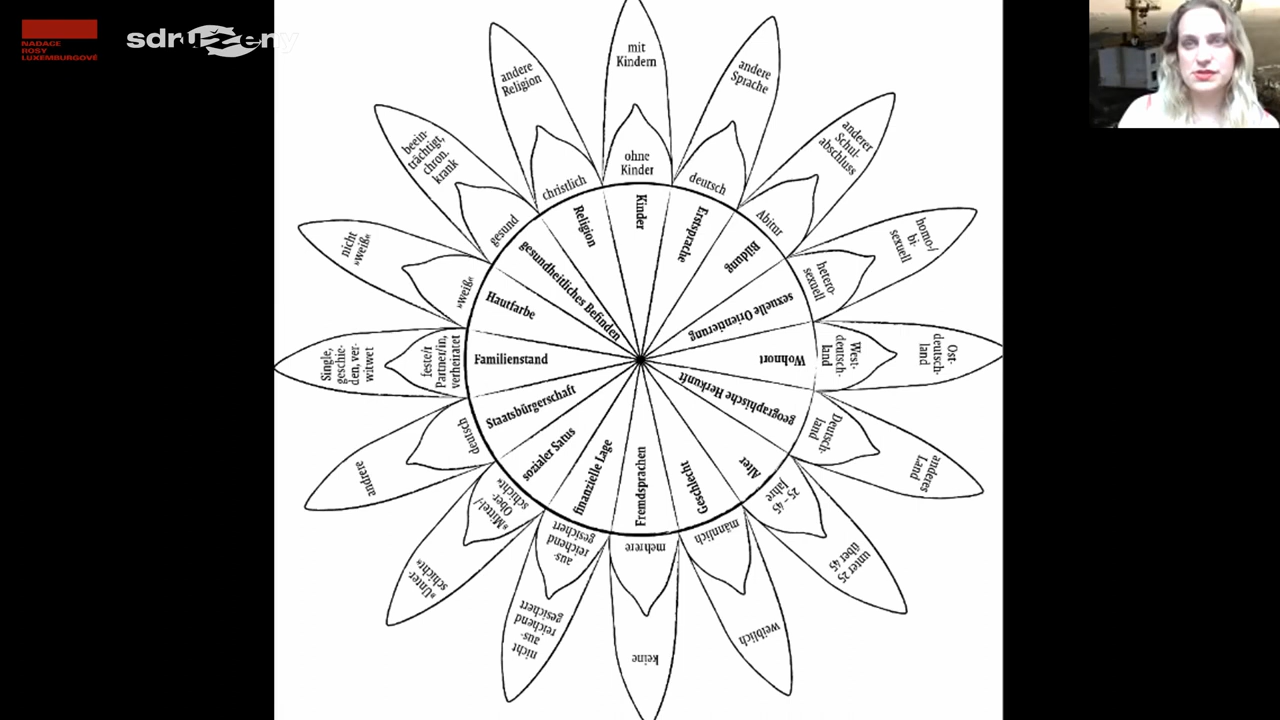 NADACE
ROSY
LUXEMBURGOVÉ
sdruženy
mit
Kindern
ohne
Kinder
Kinder
andere
Sprache
deutsch
Erstsprache
anderer
Schul-
abschluss
Abitur
Bildung
homo-/
bi-
sexuell
hetero-
sexuell
sexuelle Orientierung
Ost-
deutsch-
land
West-
deutsch-
land
Wohnort
anderes
Land
Deutsch-
land
geographische Herkunft
unter 25
über 45
25 – 45
Jahre
Alter
weiblich
männlich
Geschlecht
keine
mehrere
Fremdsprachen
nicht
aus-
reichend
gesichert
aus-
reichend
gesichert
finanzielle Lage
»Unter-
schicht«
»Mittel-/
Ober-
schicht«
sozialer Satus
andrere
deutsch
Staatsbürgerschaft
Single,
geschie-
den, ver-
witwet
feste/r
Partner/in,
verheiratet
Familienstand
nicht
»weiß«
»weiß«
Hautfarbe
beein-
trächtigt,
chron.
krank
gesund
gesundheitliches Befinden
andere
Religion
christlich
Religion